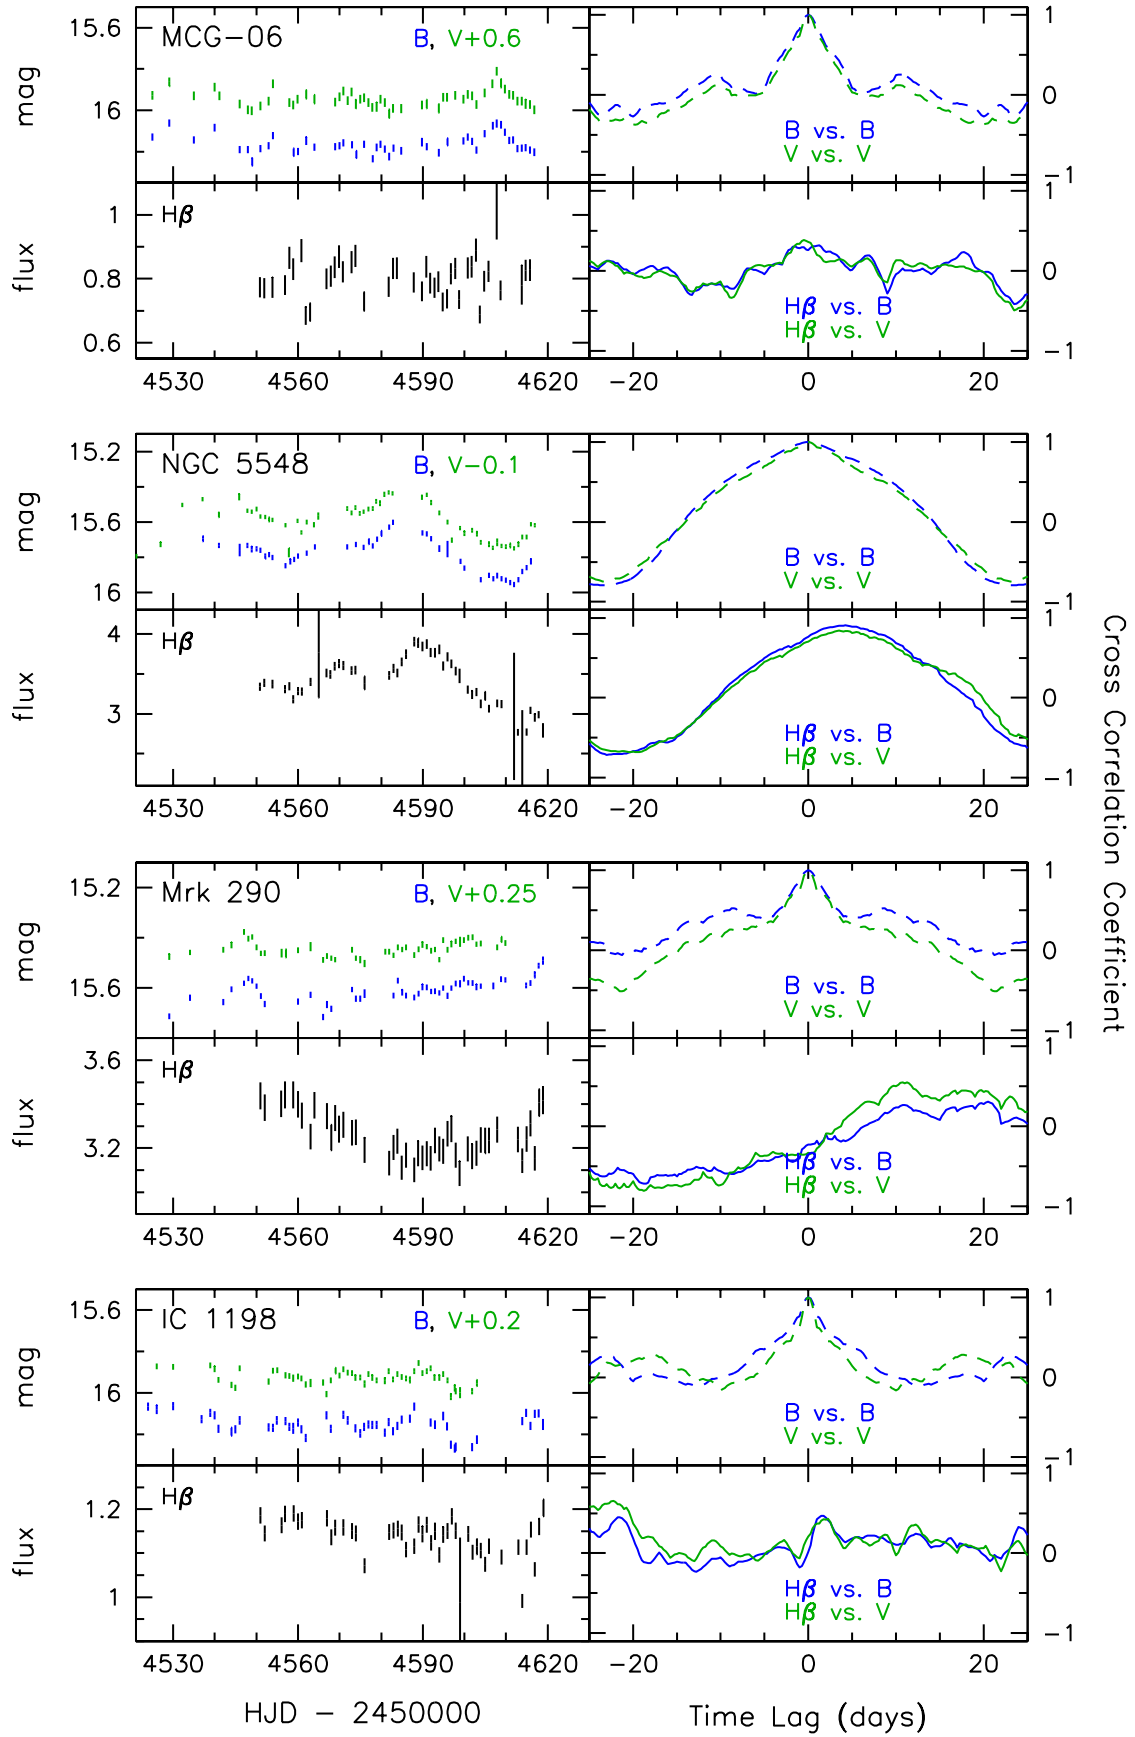 MCG−06 B, V+0.6
15.6
mag
16
1
0
−1
B vs. B
V vs. V
Hβ
1
flux
0.8
0.6
1
0
−1
Hβ vs. B
Hβ vs. V
4530 4560 4590 4620 −20 0 20
NGC 5548 B, V−0.1
15.2
mag
15.6
16
1
0
−1
B vs. B
V vs. V
Hβ
4
flux
3
1
0
−1
Hβ vs. B
Hβ vs. V
4530 4560 4590 4620 −20 0 20
Cross Correlation Coefficient
Mrk 290 B, V+0.25
15.2
mag
15.6
1
0
−1
B vs. B
V vs. V
Hβ
3.6
flux
3.2
1
0
−1
Hβ vs. B
Hβ vs. V
4530 4560 4590 4620 −20 0 20
IC 1198 B, V+0.2
15.6
mag
16
1
0
−1
B vs. B
V vs. V
Hβ
1.2
flux
1
1
0
−1
Hβ vs. B
Hβ vs. V
4530 4560 4590 4620 −20 0 20
HJD − 2450000 Time Lag (days)